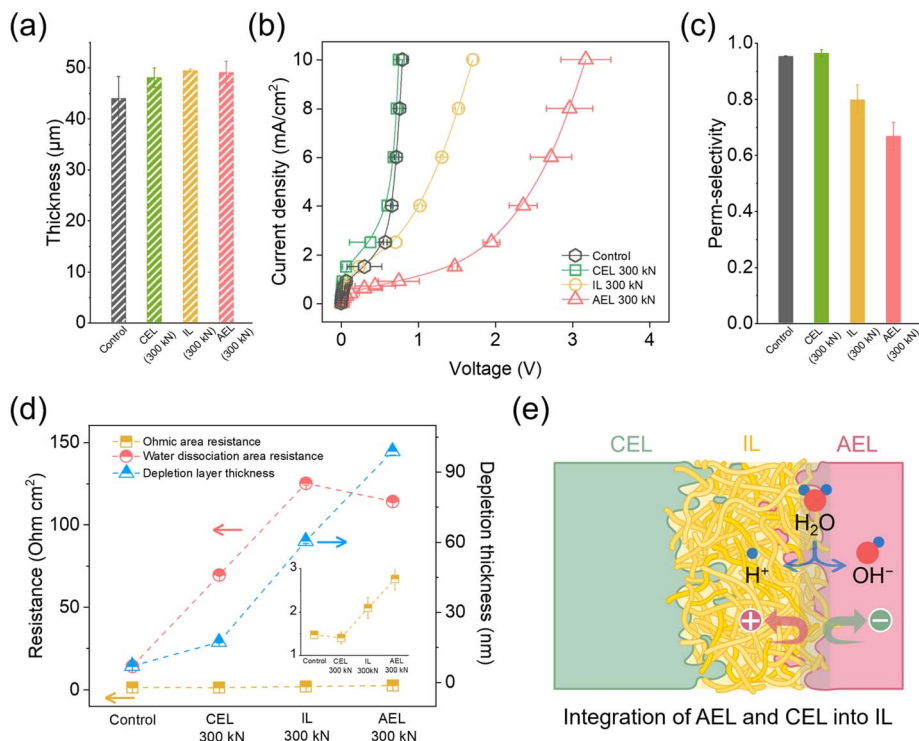 (a)
Thickness (µm)
50
40
30
20
10
0
Control
CEL
(300 kN)
IL
(300 kN)
AEL
(300 kN)
(b)
Current density (mA/cm²)
10
8
6
4
2
0
Control
CEL 300 kN
IL 300 kN
AEL 300 kN
0
1
2
3
4
Voltage (V)
(c)
Perm-selectivity
1.0
0.8
0.6
0.4
0.2
0.0
Control
CEL
(300 kN)
IL
(300 kN)
AEL
(300 kN)
(d)
Resistance (Ohm cm²)
150
125
100
75
50
25
0
Ohmic area resistance
Water dissociation area resistance
Depletion layer thickness
3
2
1
Control
CEL
300 kN
IL
300kN
AEL
300 kN
90
60
30
0
Depletion thickness (nm)
Control
CEL
300 kN
IL
300 kN
AEL
300 kN
(e)
CEL
IL
AEL
H₂O
H⁺
OH⁻
+
−
Integration of AEL and CEL into IL